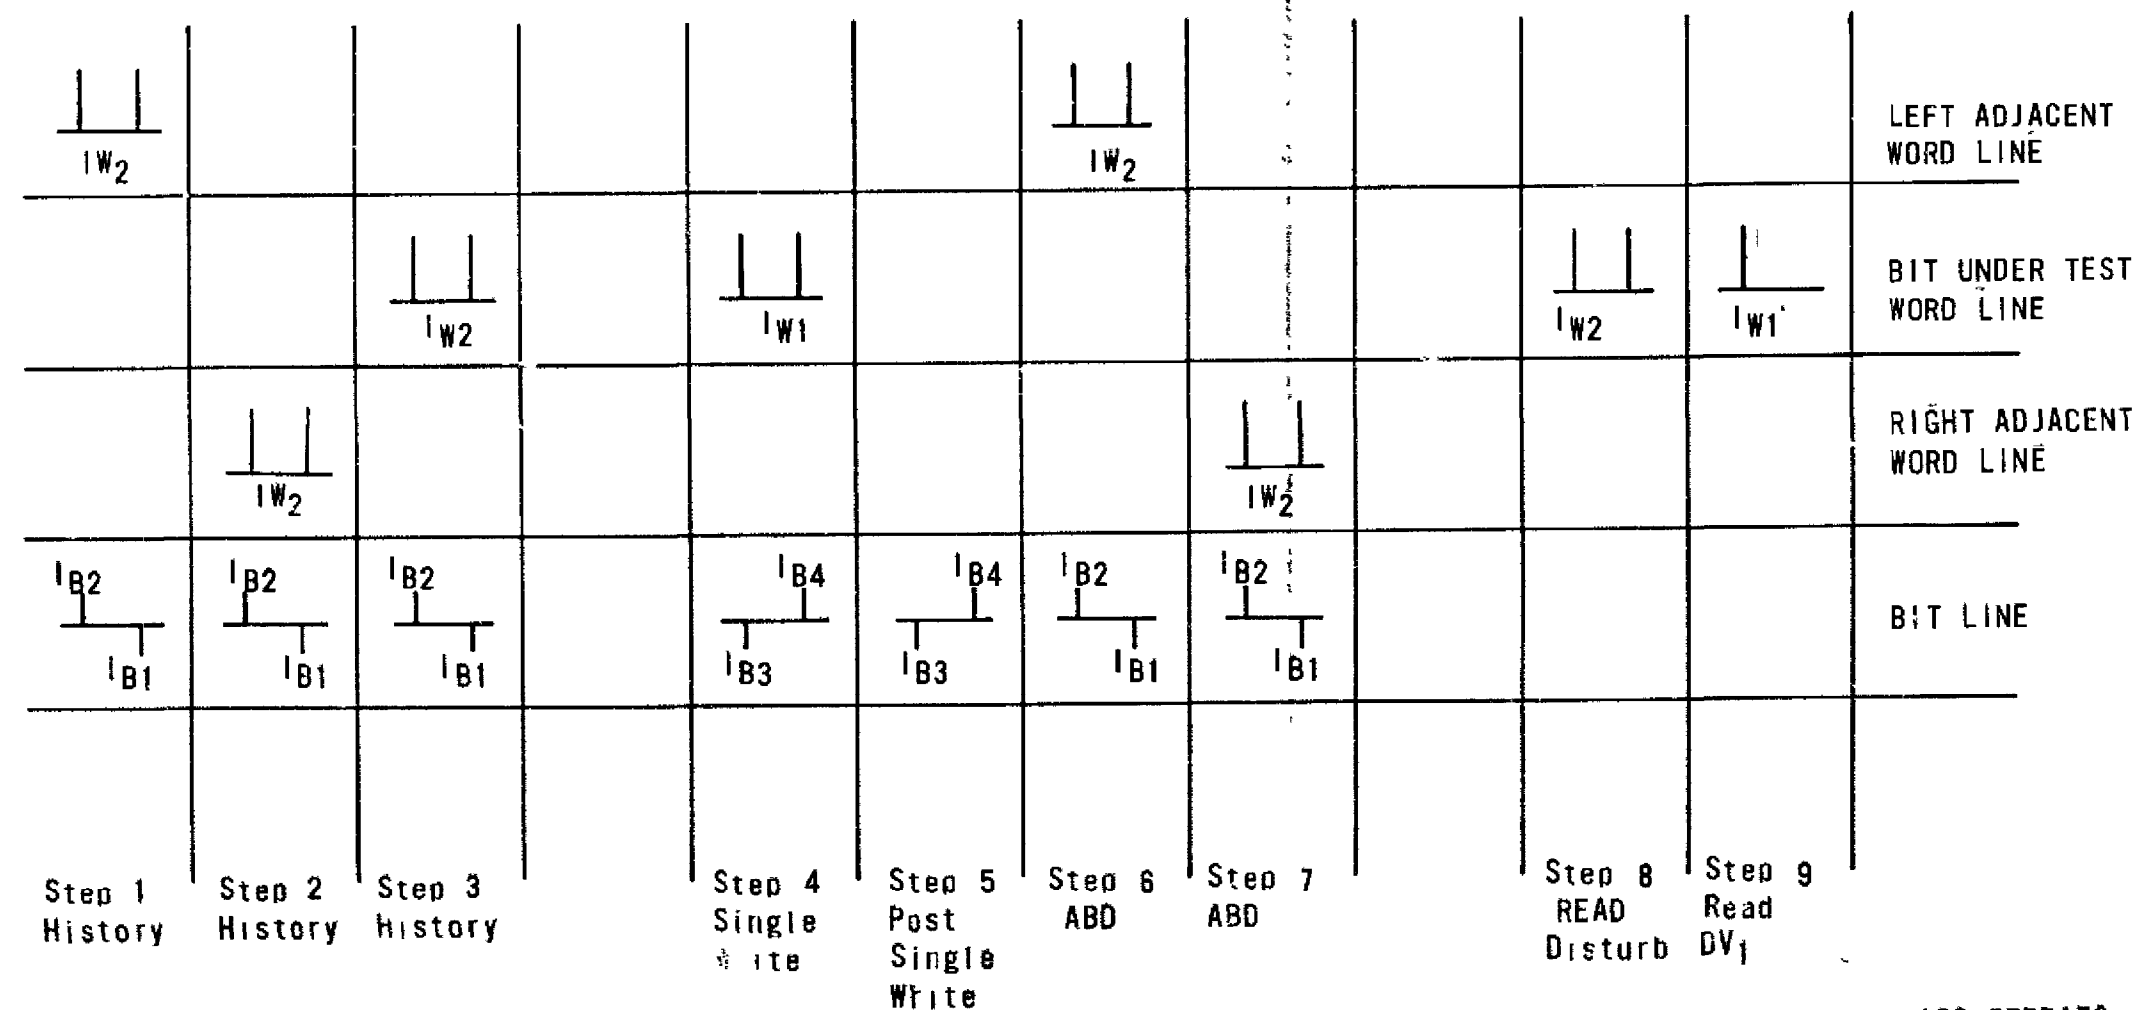 IW2
IW2
LEFT ADJACENT
WORD LINE
IW2
IW1
IW2
IW1
BIT UNDER TEST
WORD LINE
IW2
IW2
RIGHT ADJACENT
WORD LINE
IB2
IB1
IB2
IB1
IB2
IB1
IB4
IB3
IB4
IB3
IB2
IB1
IB2
IB1
BIT LINE
Step 1
History
Step 2
History
Step 3
History
Step 4
Single
Step 5
Post
Single
White
Step 6
ABD
Step 7
ABD
Step 8
READ
Disturb
Step 9
Read
DV1